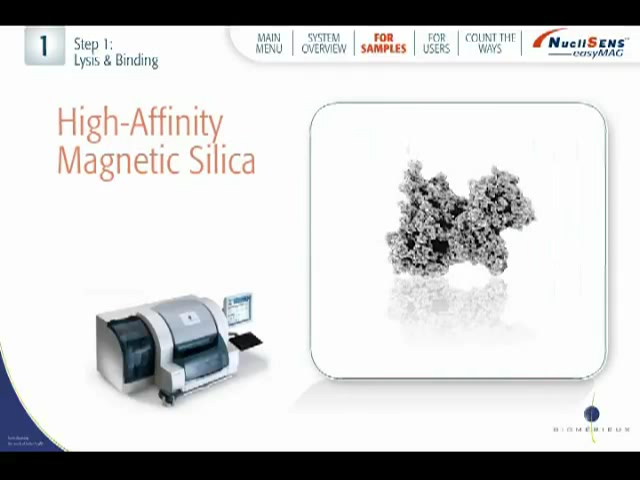 1
Step 1:
Lysis & Binding
MAIN
MENU
SYSTEM
OVERVIEW
FOR
SAMPLES
FOR
USERS
COUNT THE
WAYS
NUCLISENS
easyMAG
High-Affinity
Magnetic Silica
BIOMÉRIEUX